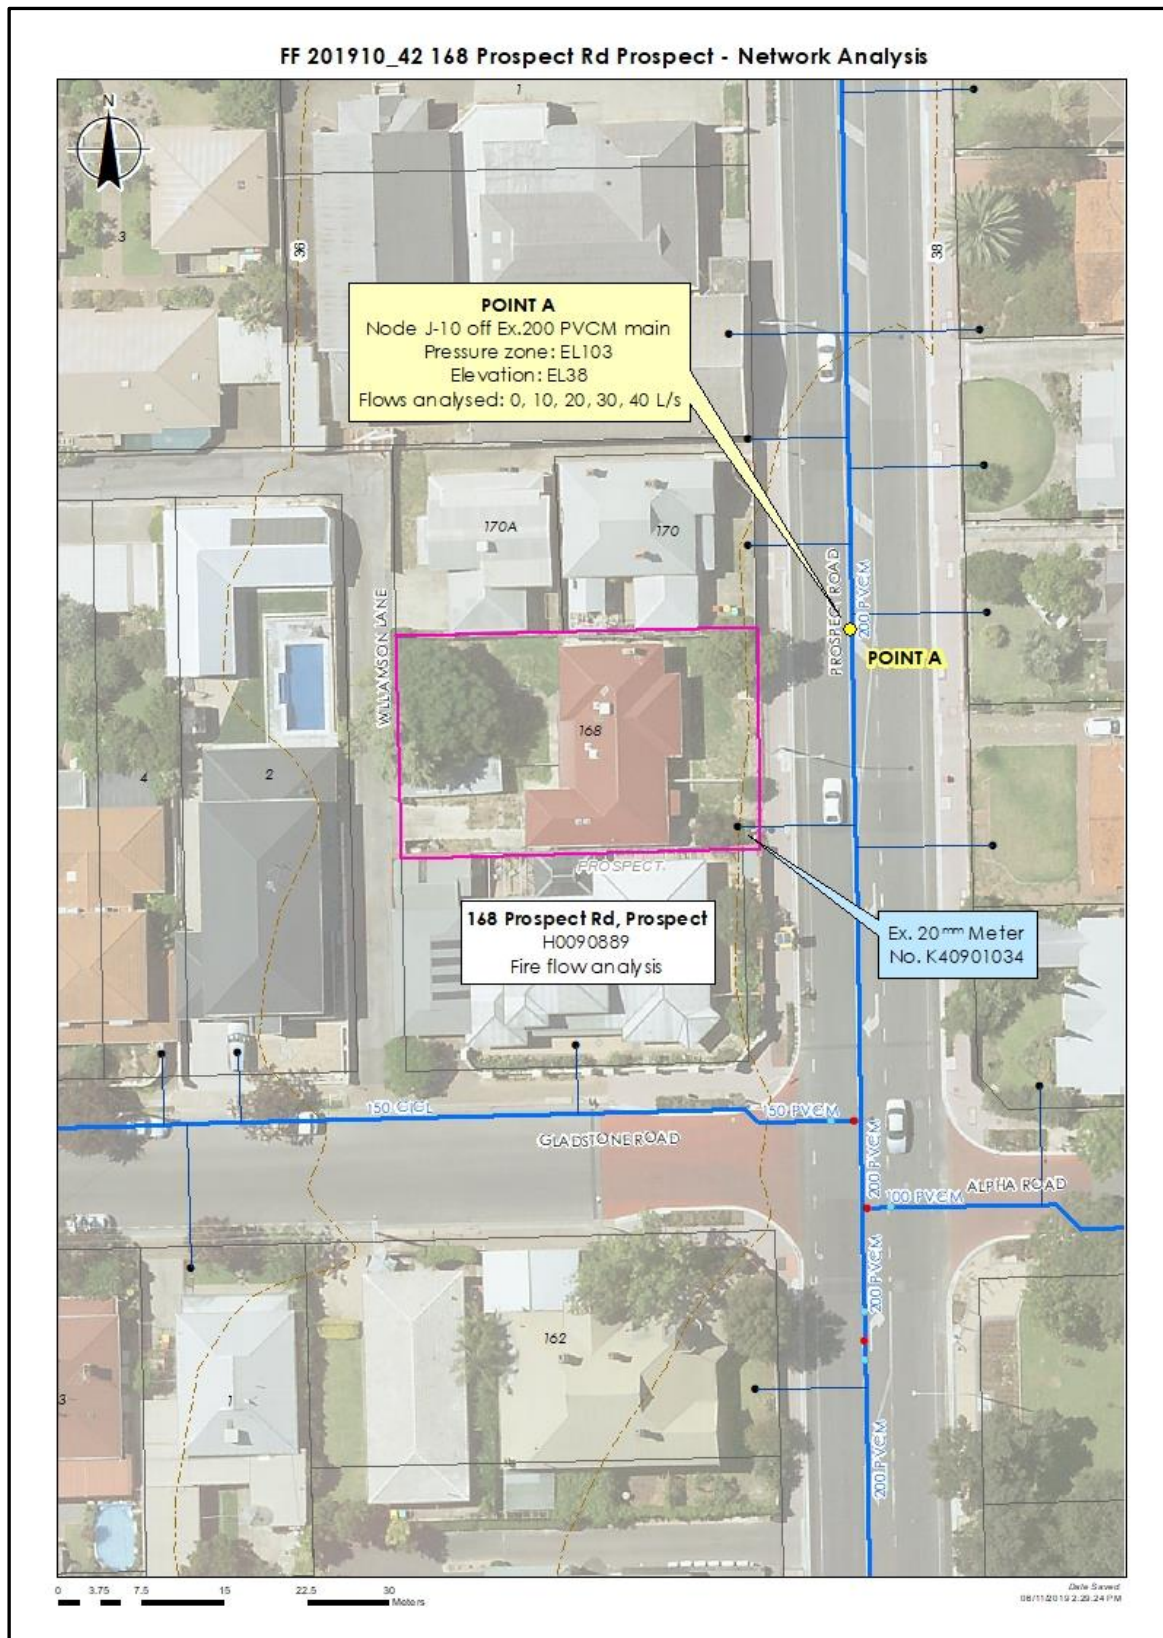 FF 201910_42 168 Prospect Rd Prospect - Network Analysis
N
1
3
36
38
POINT A
Node J-10 off Ex.200 PVCM main
Pressure zone: EL103
Elevation: EL38
Flows analysed: 0, 10, 20, 30, 40 L/s
170A
170
WILLIAMSON LANE
PROSPECT ROAD
200 PVCM
POINT A
168
2
4
PROSPECT
168 Prospect Rd, Prospect
H0090889
Fire flow analysis
Ex. 20mm Meter
No. K40901034
150 CICL
150 PVCM
GLADSTONE ROAD
200 PVCM
100 PVCM
ALPHA ROAD
200 PVCM
162
1
3
200 PVCM
0 3.75 7.5 15 22.5 30
Meters
Date Saved:
08/11/2019 2:29:24 PM